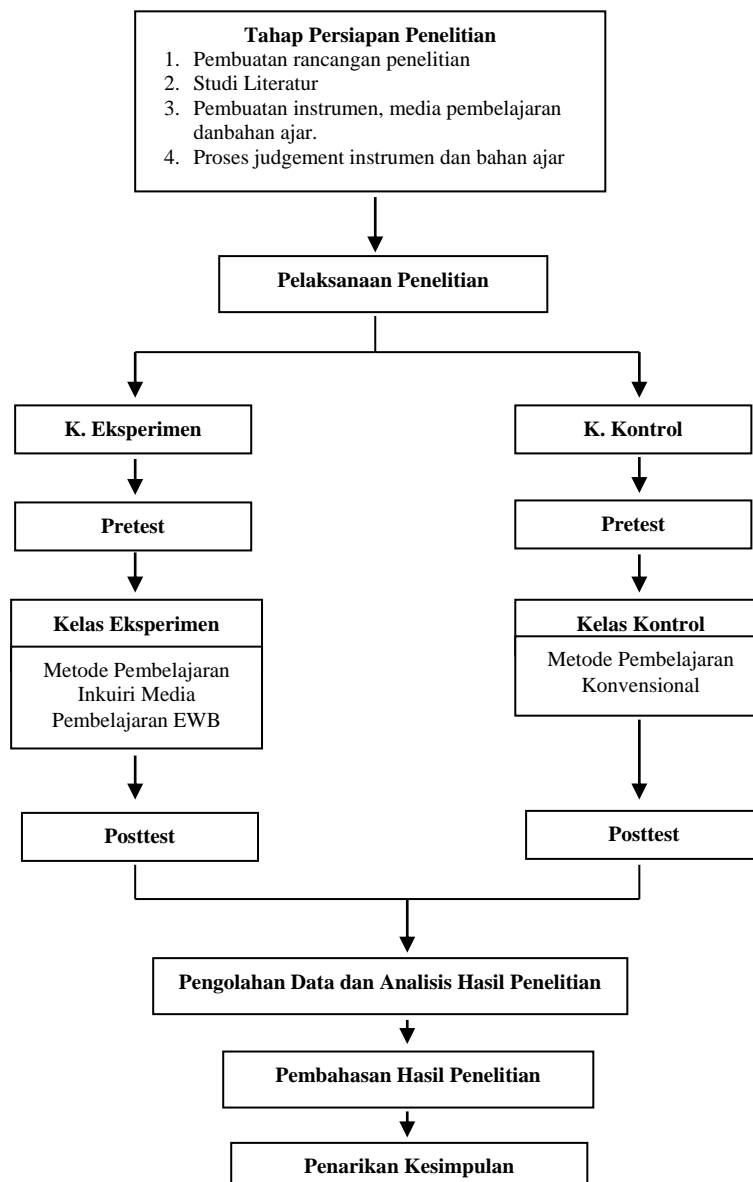 Tahap Persiapan Penelitian
1. Pembuatan rancangan penelitian
2. Studi Literatur
3. Pembuatan instrumen, media pembelajaran
danbahan ajar.
4. Proses judgement instrumen dan bahan ajar
Pelaksanaan Penelitian
K. Eksperimen
K. Kontrol
Pretest
Pretest
Kelas Eksperimen
Metode Pembelajaran
Inkuiri Media
Pembelajaran EWB
Kelas Kontrol
Metode Pembelajaran
Konvensional
Posttest
Posttest
Pengolahan Data dan Analisis Hasil Penelitian
Pembahasan Hasil Penelitian
Penarikan Kesimpulan